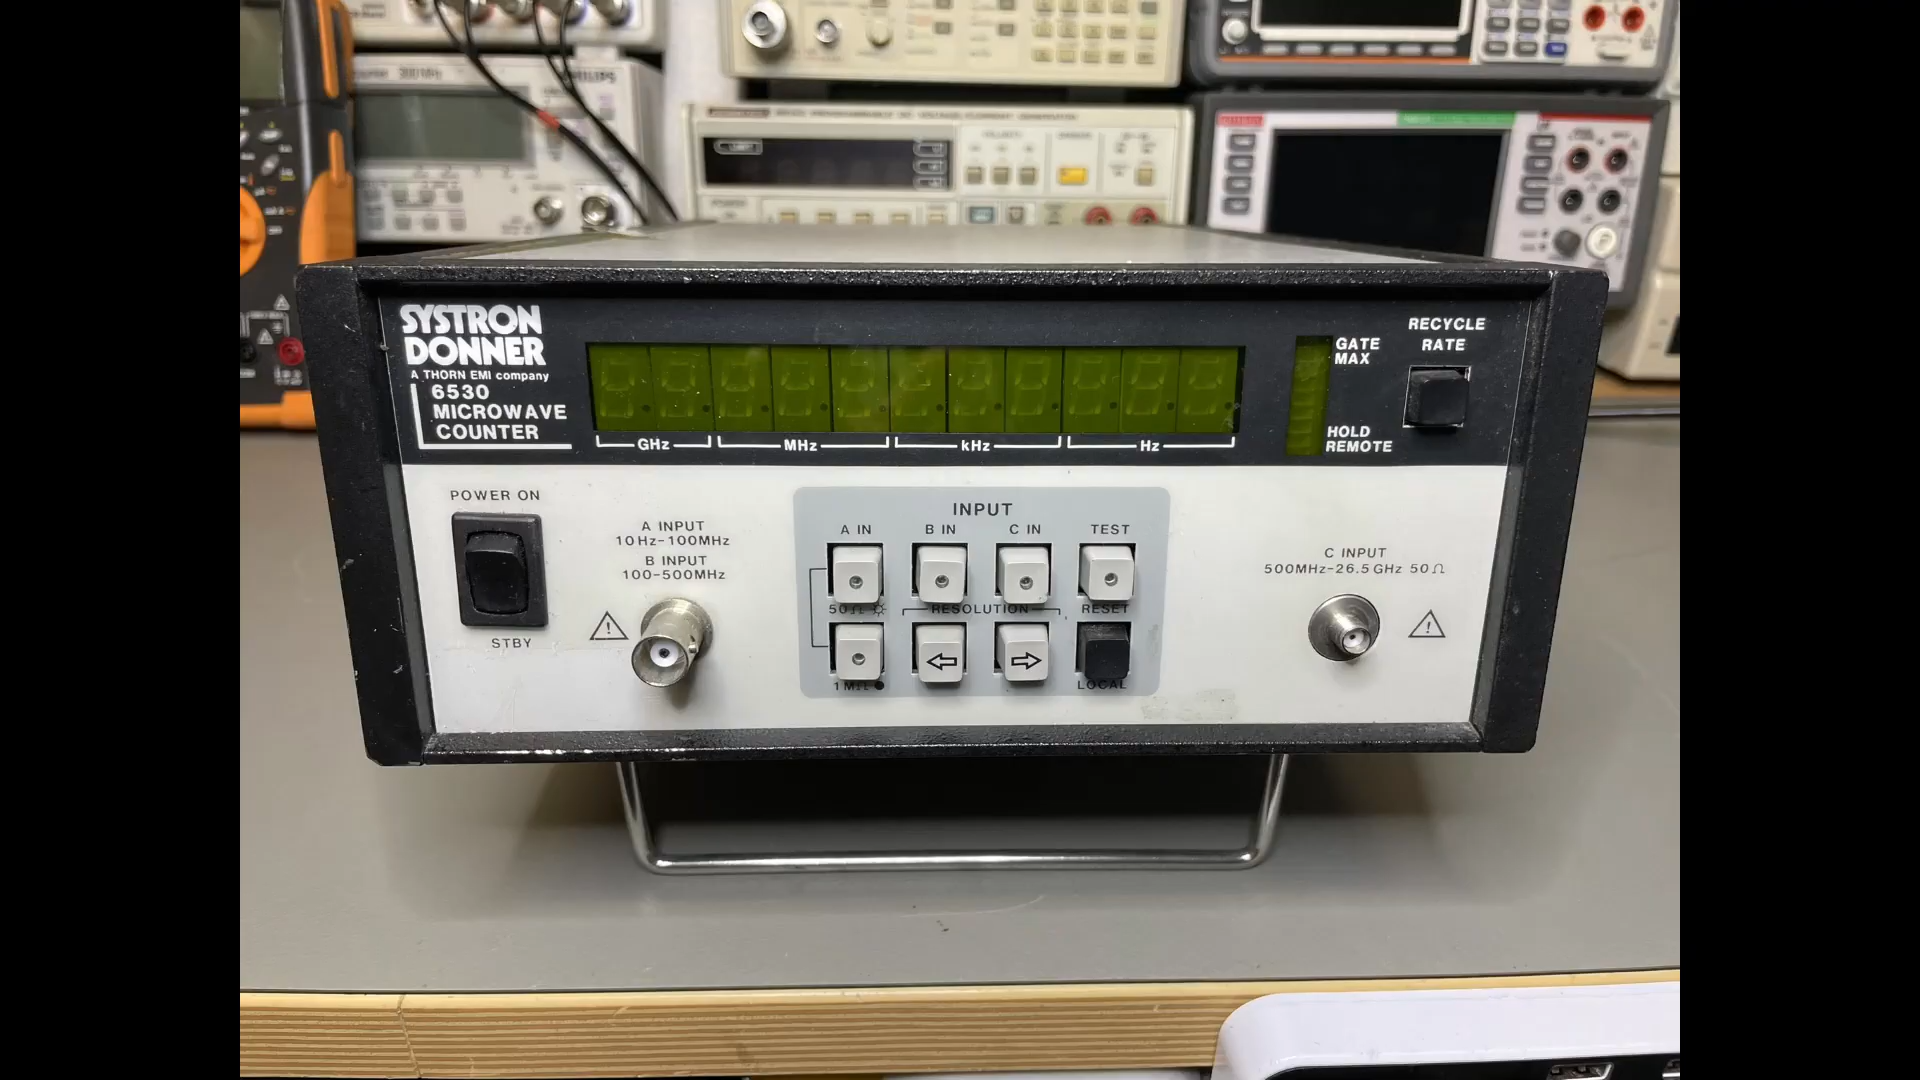 300MHz
PHILIPS
SYSTRON
DONNER
A THORN EMI company
6530
MICROWAVE
COUNTER
GHz
MHz
kHz
Hz
GATE
MAX
HOLD
REMOTE
RECYCLE
RATE
POWER ON
STBY
A INPUT
10Hz-100MHz
B INPUT
100-500MHz
INPUT
A IN
B IN
C IN
TEST
50Ω
RESOLUTION
RESET
1MΩ
LOCAL
C INPUT
500MHz-26.5GHz 50Ω